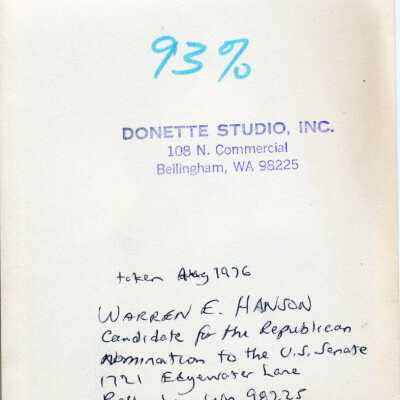 93%
DONETTE STUDIO, INC.
108 N. Commercial
Bellingham, WA 98225
taken Aug 1976
WARREN E. HANSON
Candidate for the Republican
Nomination to the U.S. Senate
1721 Edgewater Lane
98225